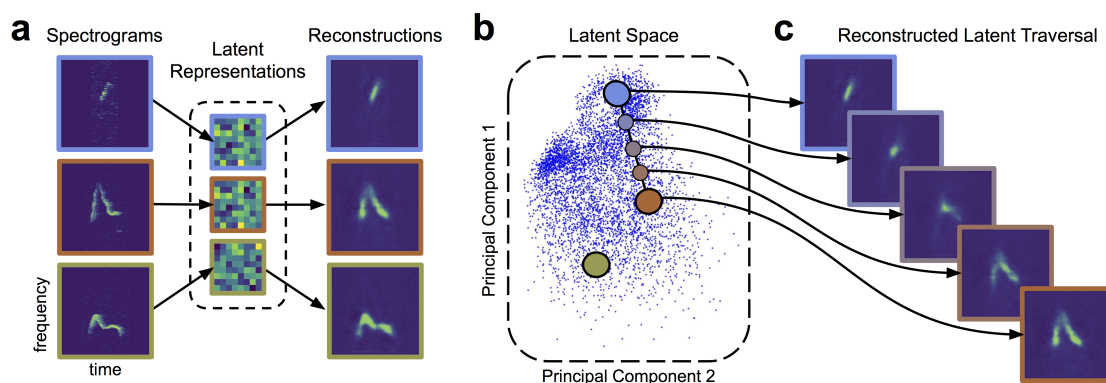 a
Spectrograms
Latent
Representations
Reconstructions
frequency
time
b
Latent Space
Principal Component 1
Principal Component 2
c
Reconstructed Latent Traversal